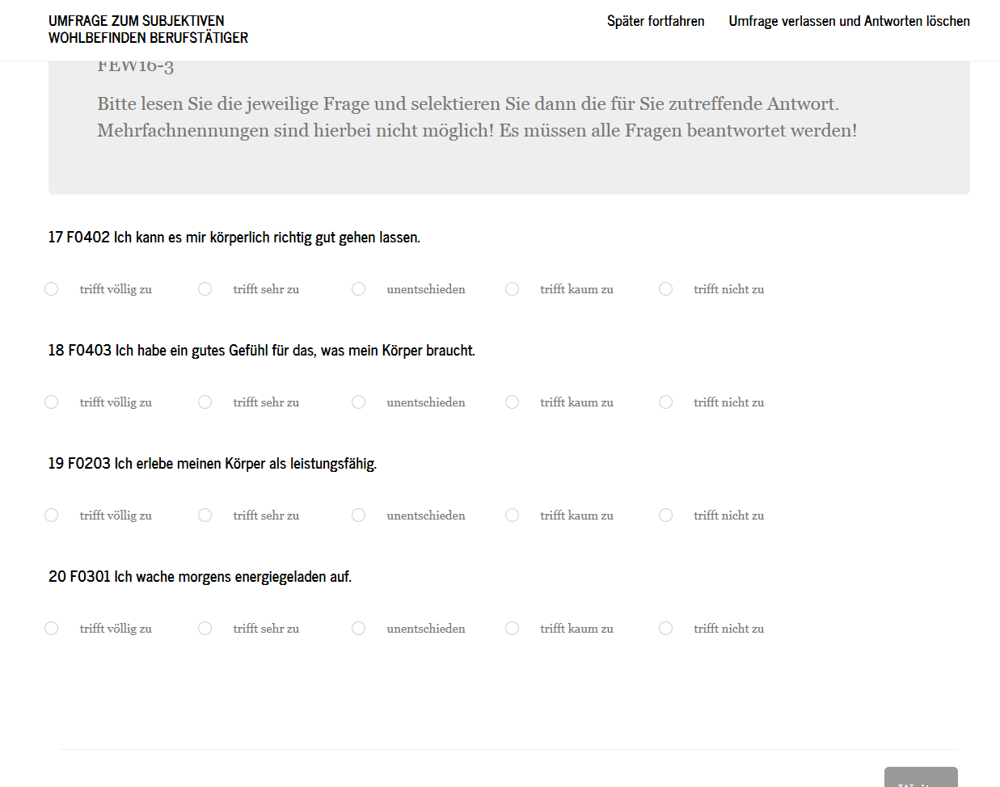 UMFRAGE ZUM SUBJEKTIVEN
WOHLBEFINDEN BERUFSTÄTIGER
Später fortfahren
Umfrage verlassen und Antworten löschen
FEW16-3
Bitte lesen Sie die jeweilige Frage und selektieren Sie dann die für Sie zutreffende Antwort.
Mehrfachnennungen sind hierbei nicht möglich! Es müssen alle Fragen beantwortet werden!
17 F0402 Ich kann es mir körperlich richtig gut gehen lassen.
trifft völlig zu trifft sehr zu unentschieden trifft kaum zu trifft nicht zu
18 F0403 Ich habe ein gutes Gefühl für das, was mein Körper braucht.
trifft völlig zu trifft sehr zu unentschieden trifft kaum zu trifft nicht zu
19 F0203 Ich erlebe meinen Körper als leistungsfähig.
trifft völlig zu trifft sehr zu unentschieden trifft kaum zu trifft nicht zu
20 F0301 Ich wache morgens energiegeladen auf.
trifft völlig zu trifft sehr zu unentschieden trifft kaum zu trifft nicht zu